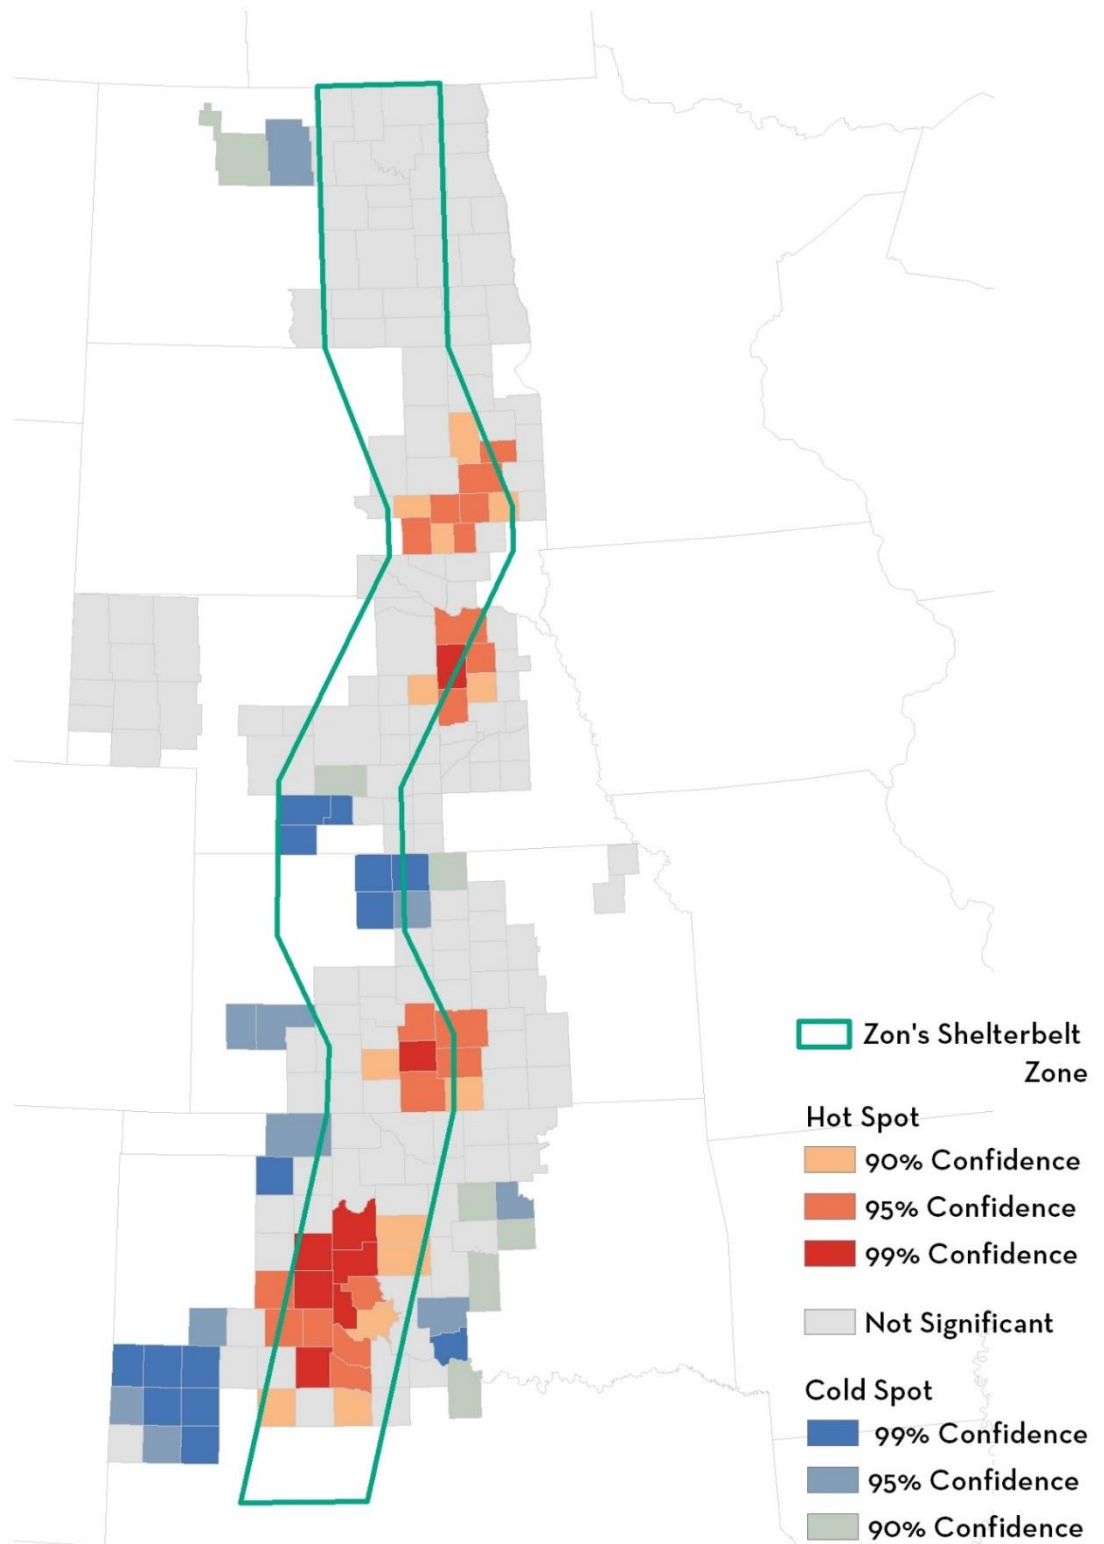 Zon's Shelterbelt
Zone
Hot Spot
90% Confidence
95% Confidence
99% Confidence
Not Significant
Cold Spot
99% Confidence
95% Confidence
90% Confidence